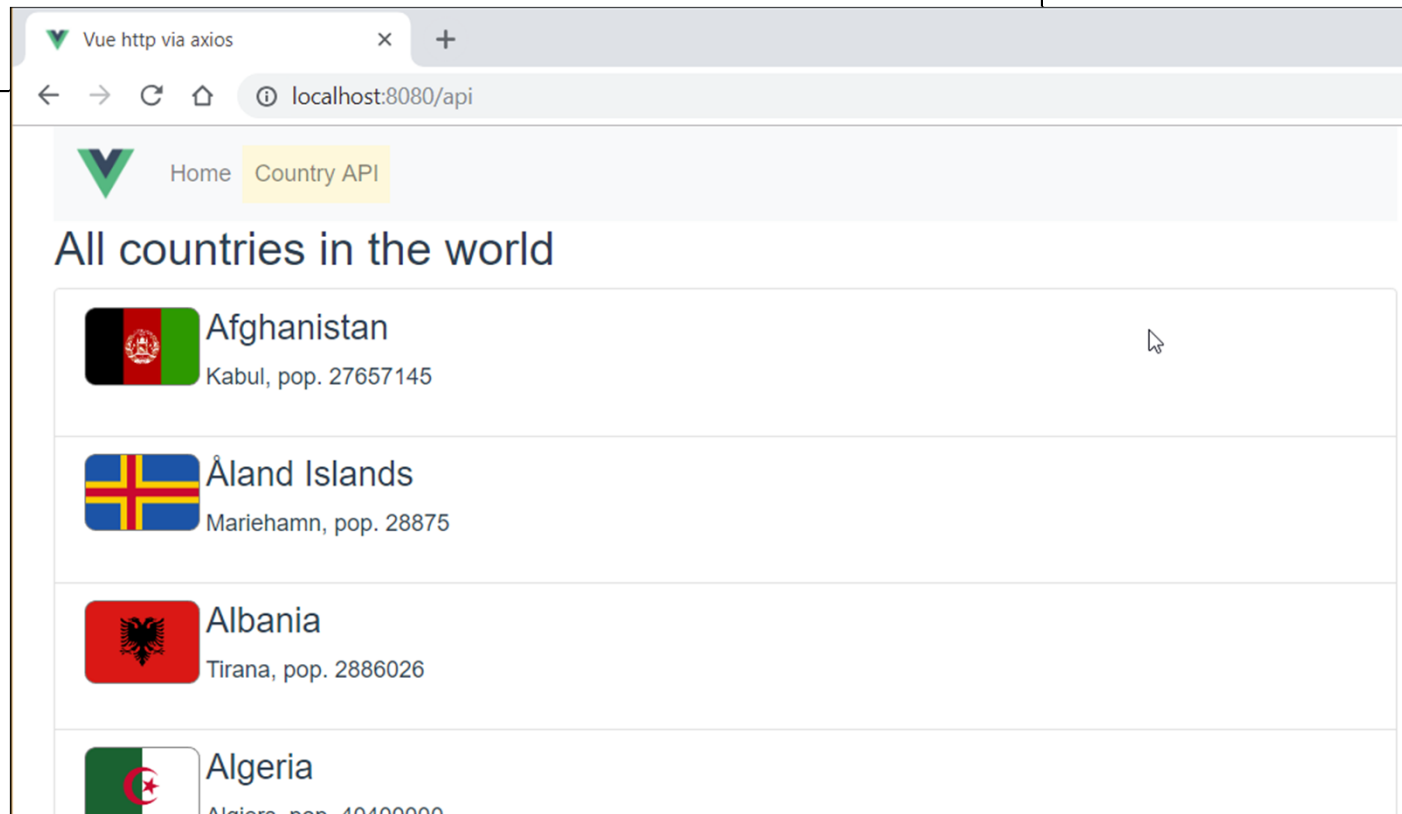 Vue http via axios
localhost:8080/api
Home Country API
All countries in the world
Afghanistan
Kabul, pop. 27657145
Åland Islands
Mariehamn, pop. 28875
Albania
Tirana, pop. 2886026
Algeria